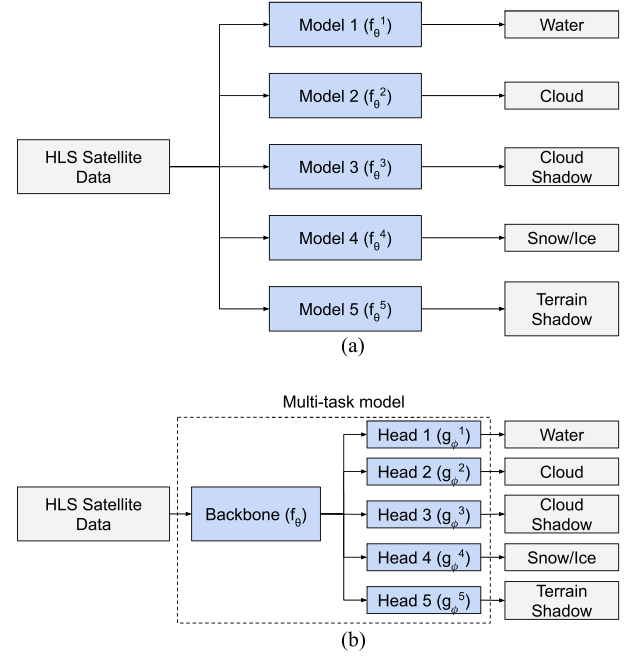 Model 1 (fθ¹)
Water
Model 2 (fθ²)
Cloud
HLS Satellite
Data
Model 3 (fθ³)
Cloud
Shadow
Model 4 (fθ⁴)
Snow/Ice
Model 5 (fθ⁵)
Terrain
Shadow
(a)
Multi-task model
Head 1 (gϕ¹)
Water
Head 2 (gϕ²)
Cloud
HLS Satellite
Data
Backbone (fθ)
Head 3 (gϕ³)
Cloud
Shadow
Head 4 (gϕ⁴)
Snow/Ice
Head 5 (gϕ⁵)
Terrain
Shadow
(b)